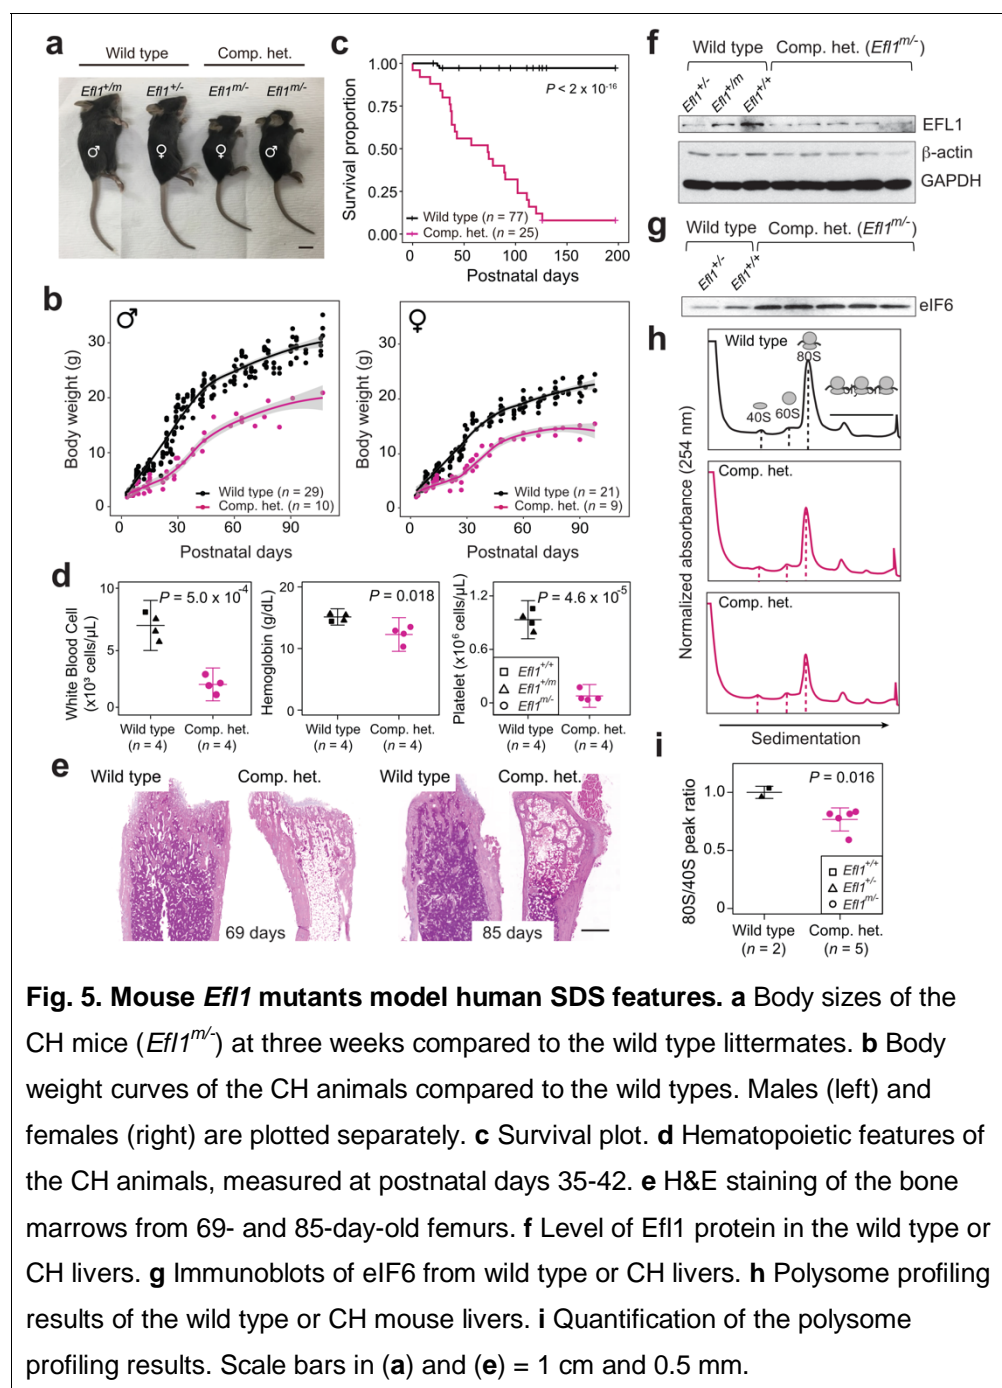 a
Wild type
Comp. het.
Efl1+/m
Efl1+/-
Efl1m/-
Efl1m/-
♂
♀
♀
♂
b
♂
Body weight (g)
30
20
10
0
0
30
60
90
Wild type (n = 29)
Comp. het. (n = 10)
Postnatal days
♀
Body weight (g)
30
20
10
0
0
30
60
90
Wild type (n = 21)
Comp. het. (n = 9)
Postnatal days
c
Survival proportion
1.00
0.75
0.50
0.25
0.00
P < 2 x 10-16
Wild type (n = 77)
Comp. het. (n = 25)
0
50
100
150
200
Postnatal days
d
White Blood Cell
(x10³ cells/µL)
10
5
0
P = 5.0 x 10-4
Wild type
(n = 4)
Comp. het.
(n = 4)
Hemoglobin (g/dL)
20
10
0
P = 0.018
Wild type
(n = 4)
Comp. het.
(n = 4)
Platelet (x10⁶ cells/µL)
1
0
P = 4.6 x 10-5
Efl1+/+
Efl1+/m
Efl1m/-
Wild type
(n = 4)
Comp. het.
(n = 4)
e
Wild type
Comp. het.
69 days
Wild type
Comp. het.
85 days
f
Wild type
Comp. het. (Efl1m/-)
Efl1+/-
Efl1+/m
Efl1+/+
EFL1
β-actin
GAPDH
g
Wild type
Comp. het. (Efl1m/-)
Efl1+/-
Efl1+/+
eIF6
h
Normalized absorbance (254 nm)
Wild type
40S
60S
80S
Comp. het.
Comp. het.
Sedimentation
i
80S/40S peak ratio
1.0
0.5
0
P = 0.016
Efl1+/+
Efl1+/-
Efl1m/-
Wild type
(n = 2)
Comp. het.
(n = 5)
Fig. 5. Mouse Efl1 mutants model human SDS features. a Body sizes of the
CH mice (Efl1m/-) at three weeks compared to the wild type littermates. b Body
weight curves of the CH animals compared to the wild types. Males (left) and
females (right) are plotted separately. c Survival plot. d Hematopoietic features of
the CH animals, measured at postnatal days 35-42. e H&E staining of the bone
marrows from 69- and 85-day-old femurs. f Level of Efl1 protein in the wild type or
CH livers. g Immunoblots of eIF6 from wild type or CH livers. h Polysome profiling
results of the wild type or CH mouse livers. i Quantification of the polysome
profiling results. Scale bars in (a) and (e) = 1 cm and 0.5 mm.